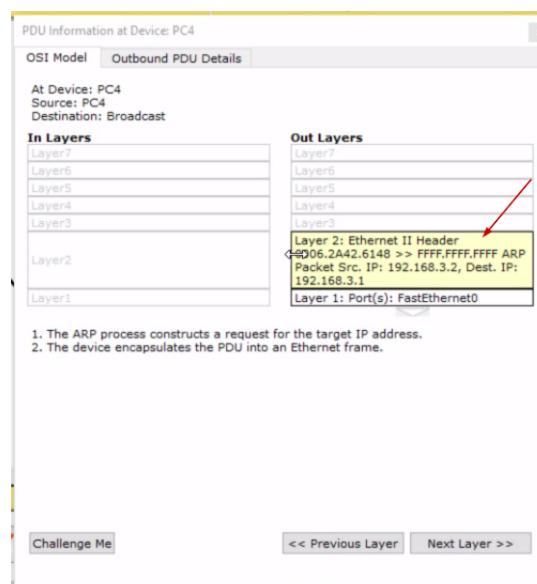 PDU Information at Device: PC4
OSI Model Outbound PDU Details
At Device: PC4
Source: PC4
Destination: Broadcast
In Layers Out Layers
Layer7 Layer7
Layer6 Layer6
Layer5 Layer5
Layer4 Layer4
Layer3 Layer3
Layer2
Layer 2: Ethernet II Header
2A42.6148 >> FFFF.FFFF.FFFF ARP
Packet Src. IP: 192.168.3.2, Dest. IP:
192.168.3.1
Layer1 Layer 1: Port(s): FastEthernet0
1. The ARP process constructs a request for the target IP address.
2. The device encapsulates the PDU into an Ethernet frame.
Challenge Me << Previous Layer Next Layer >>